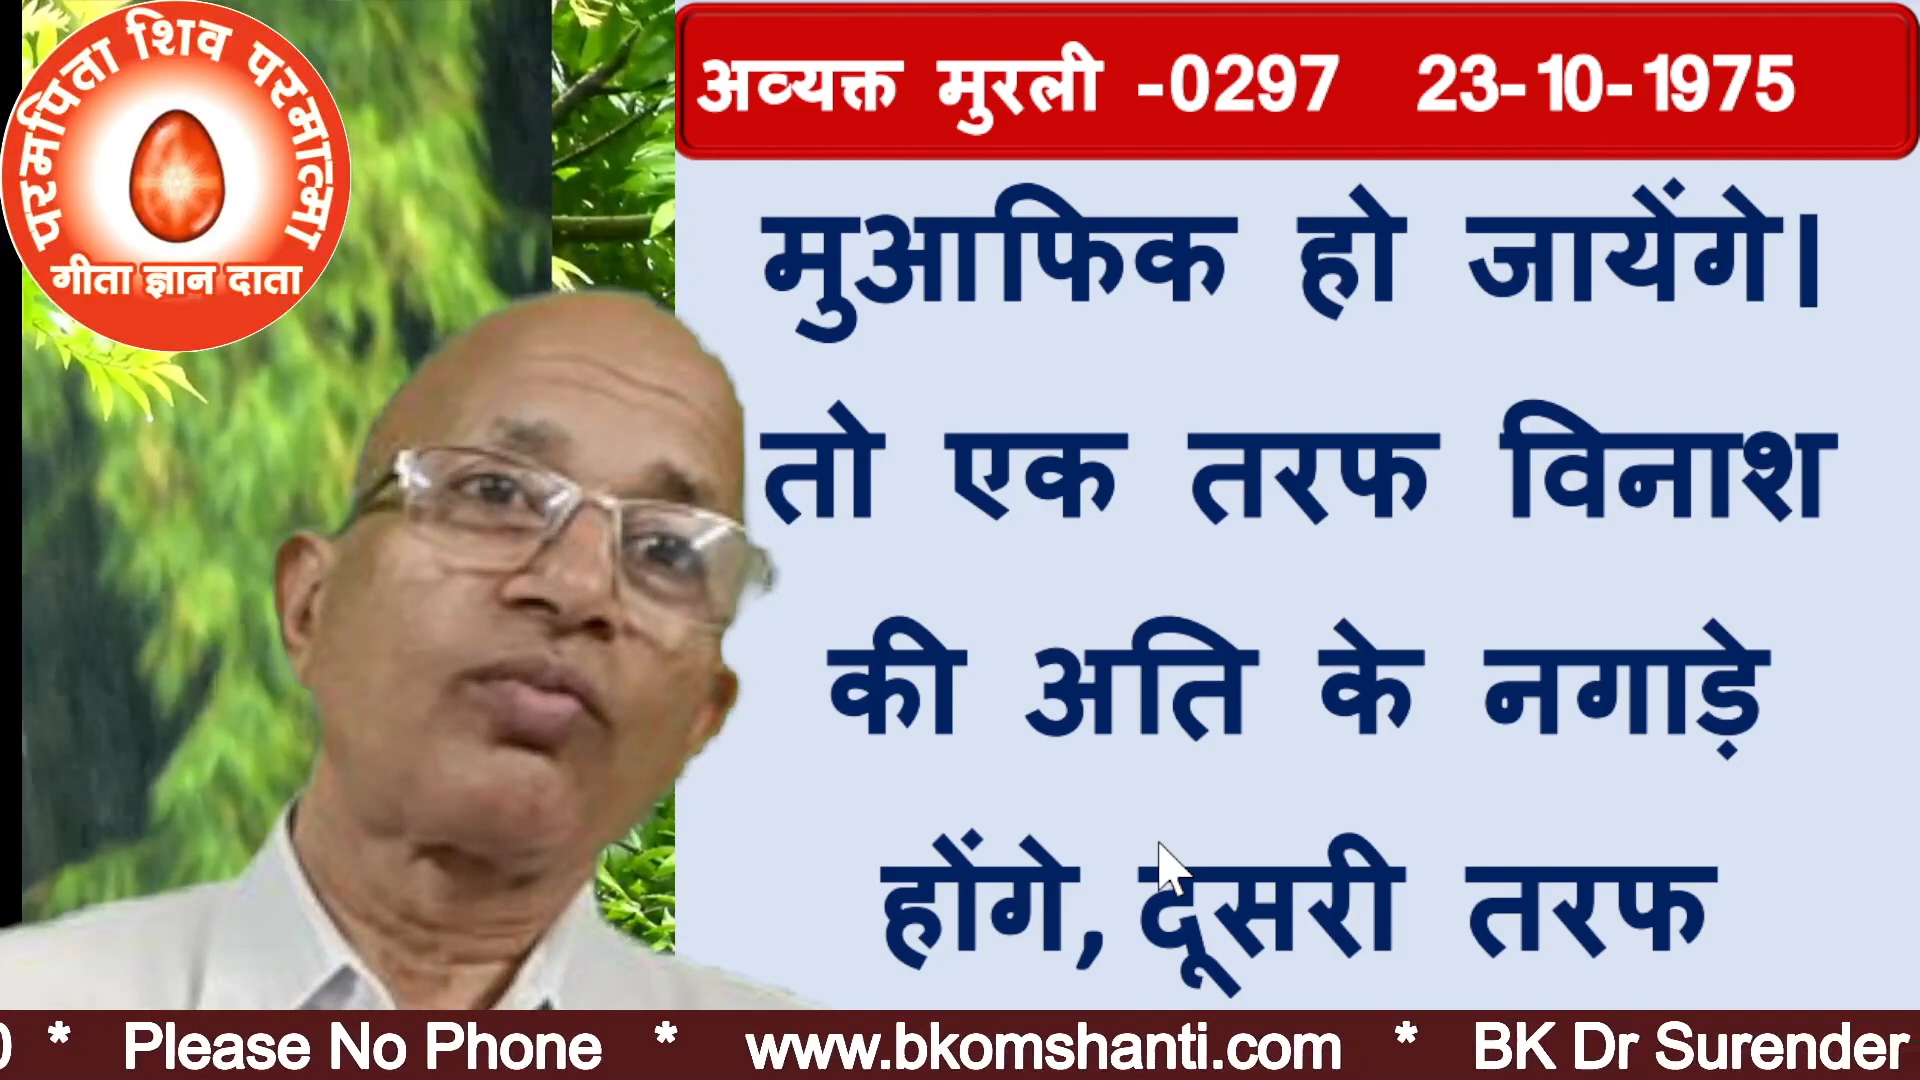 परमपिता शिव परमात्मा
गीता ज्ञान दाता
अव्यक्त मुरली -0297 23-10-1975
मुआफिक हो जायेंगे।
तो एक तरफ विनाश
की अति के नगाड़े
होंगे, दूसरी तरफ
0 * Please No Phone * www.bkomshanti.com * BK Dr Surender